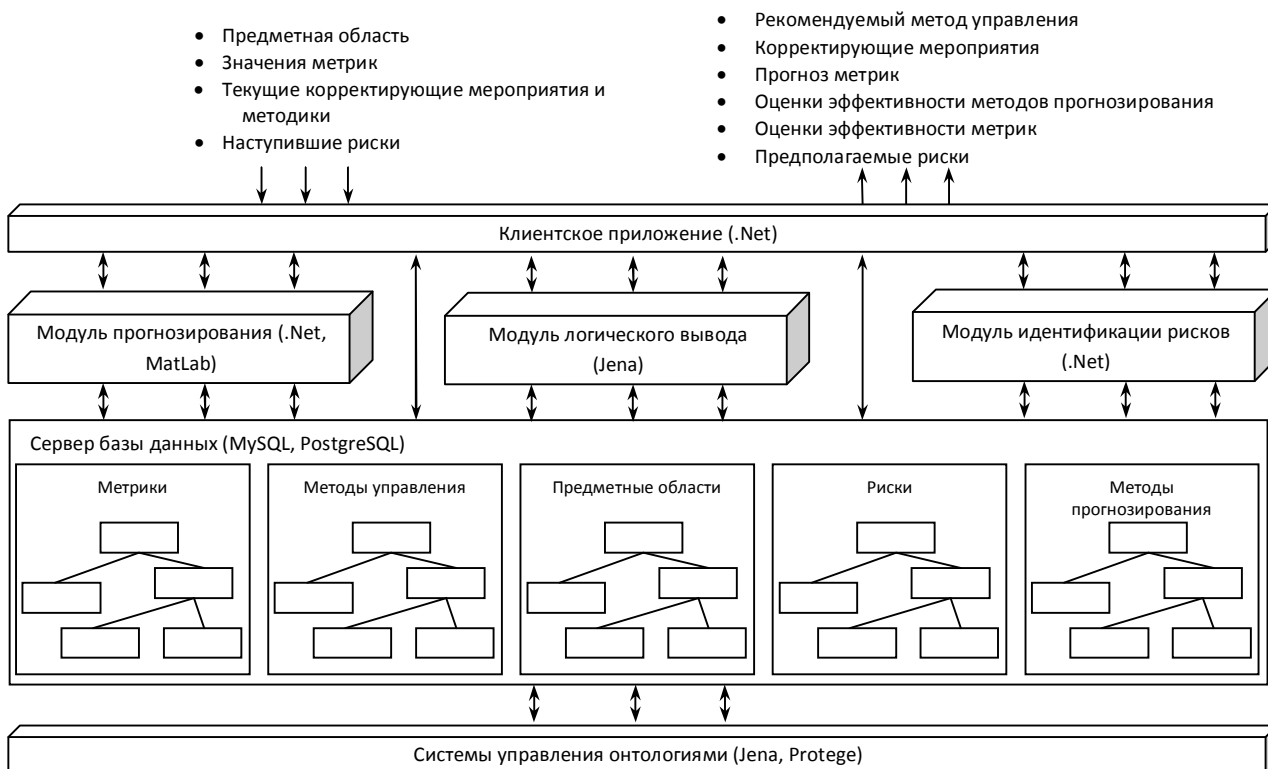 • Предметная область
• Значения метрик
• Текущие корректирующие мероприятия и
методики
• Наступившие риски
• Рекомендуемый метод управления
• Корректирующие мероприятия
• Прогноз метрик
• Оценки эффективности методов прогнозирования
• Оценки эффективности метрик
• Предполагаемые риски
Клиентское приложение (.Net)
Модуль прогнозирования (.Net,
MatLab)
Модуль логического вывода
(Jena)
Модуль идентификации рисков
(.Net)
Сервер базы данных (MySQL, PostgreSQL)
Метрики
Методы управления
Предметные области
Риски
Методы
прогнозирования
Системы управления онтологиями (Jena, Protege)